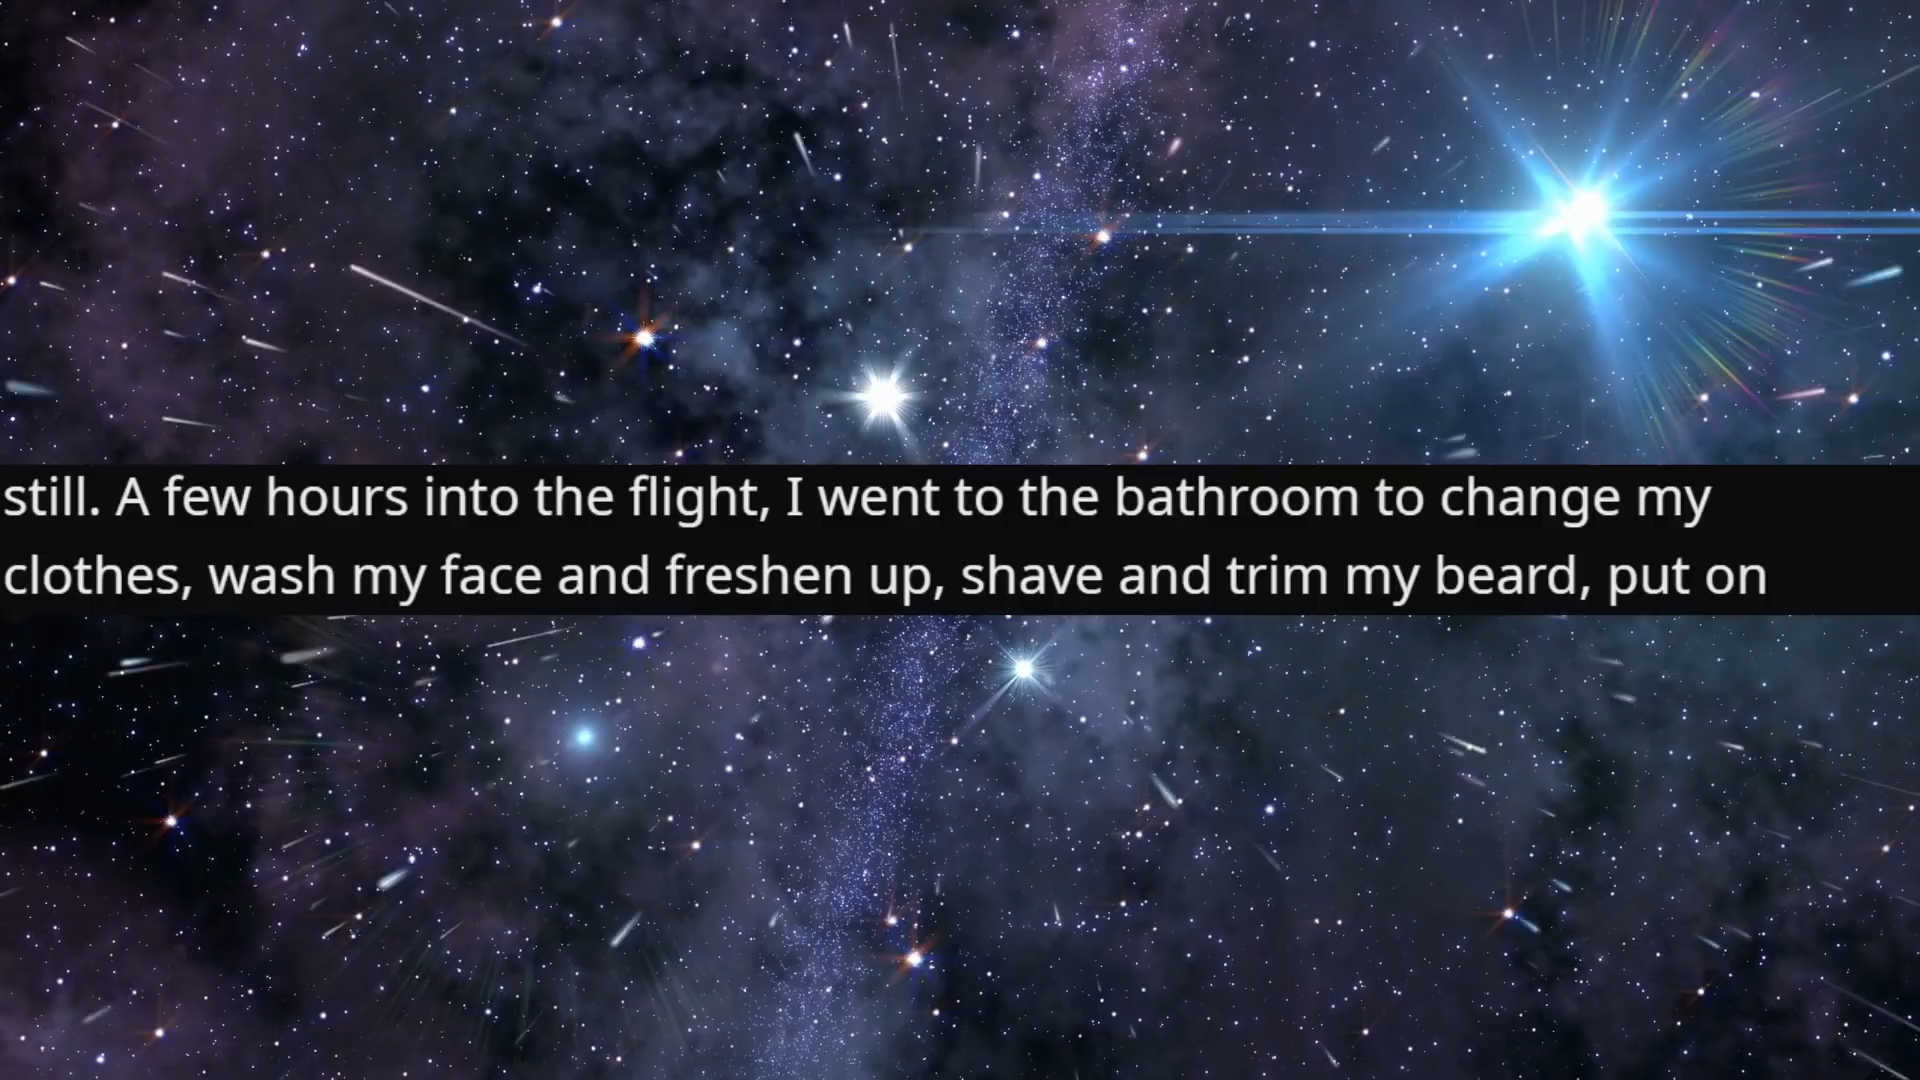 still. A few hours into the flight, I went to the bathroom to change my
clothes, wash my face and freshen up, shave and trim my beard, put on